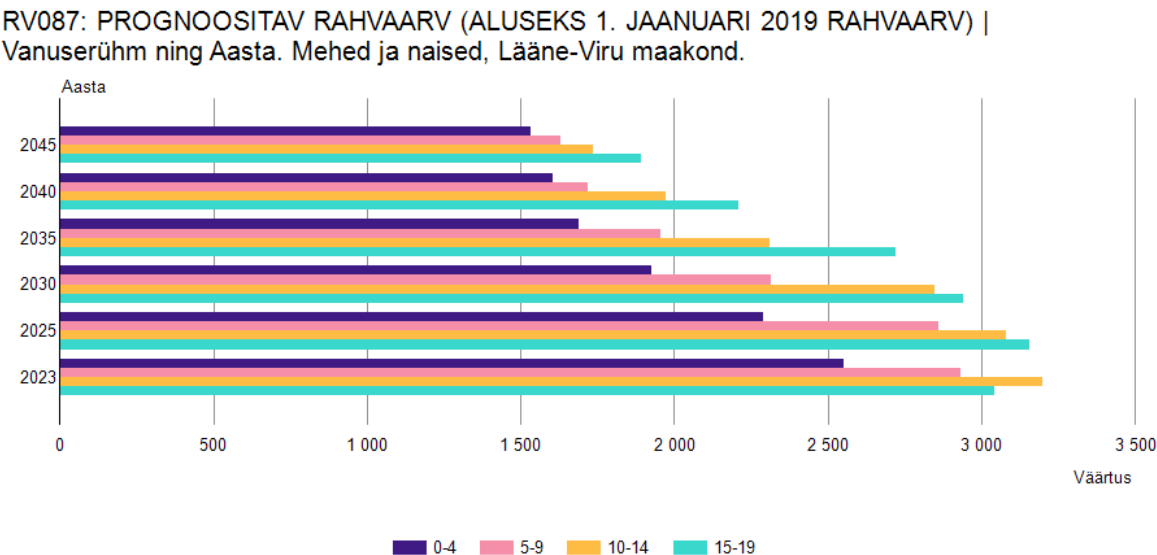 RV087: PROGNOOSITAV RAHVAARV (ALUSEKS 1. JAANUARI 2019 RAHVAARV) |
Vanuserühm ning Aasta. Mehed ja naised, Lääne-Viru maakond.
Aasta
2045
2040
2035
2030
2025
2023
0 500 1 000 1 500 2 000 2 500 3 000 3 500
Väärtus
0-4 5-9 10-14 15-19